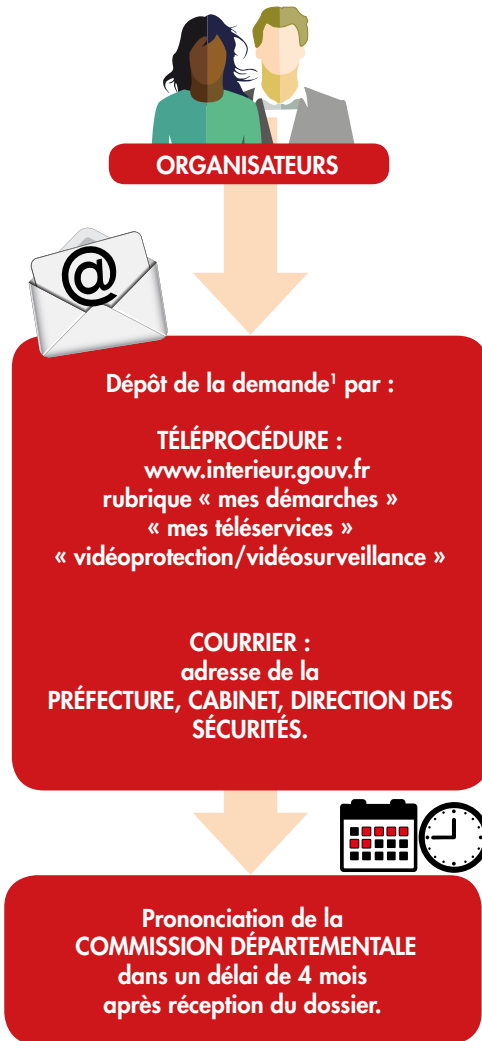 ORGANISATEURS
@
Dépôt de la demande¹ par :
TÉLÉPROCÉDURE :
www.interieur.gouv.fr
rubrique « mes démarches »
« mes téléservices »
« vidéoprotection/vidéosurveillance »
COURRIER :
adresse de la
PRÉFECTURE, CABINET, DIRECTION DES
SÉCURITÉS.
Prononciation de la
COMMISSION DÉPARTEMENTALE
dans un délai de 4 mois
après réception du dossier.